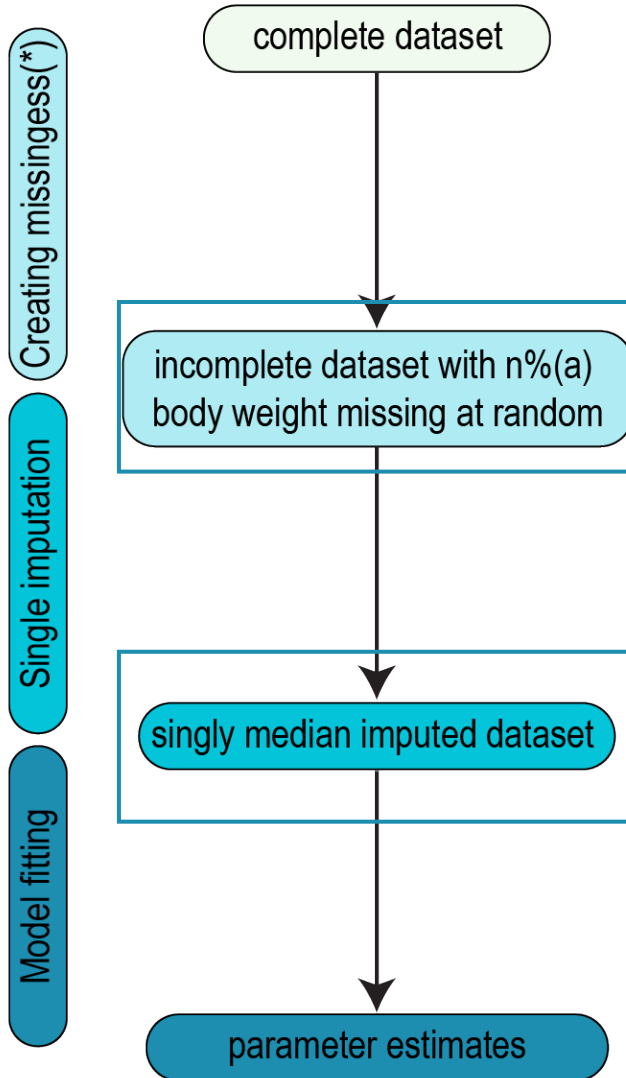 complete dataset
Creating missingess(*)
incomplete dataset with n%(a)
body weight missing at random
Single imputation
singly median imputed dataset
Model fitting
parameter estimates